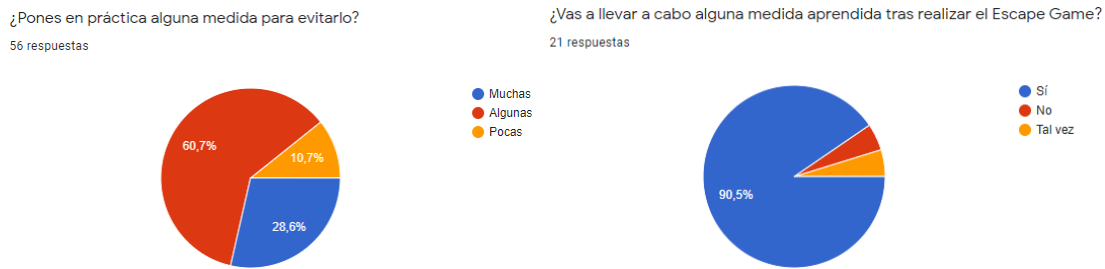 ¿Pones en práctica alguna medida para evitarlo?
56 respuestas
Muchas
Algunas
Pocas
60,7%
10,7%
28,6%
¿Vas a llevar a cabo alguna medida aprendida tras realizar el Escape Game?
21 respuestas
Sí
No
Tal vez
90,5%